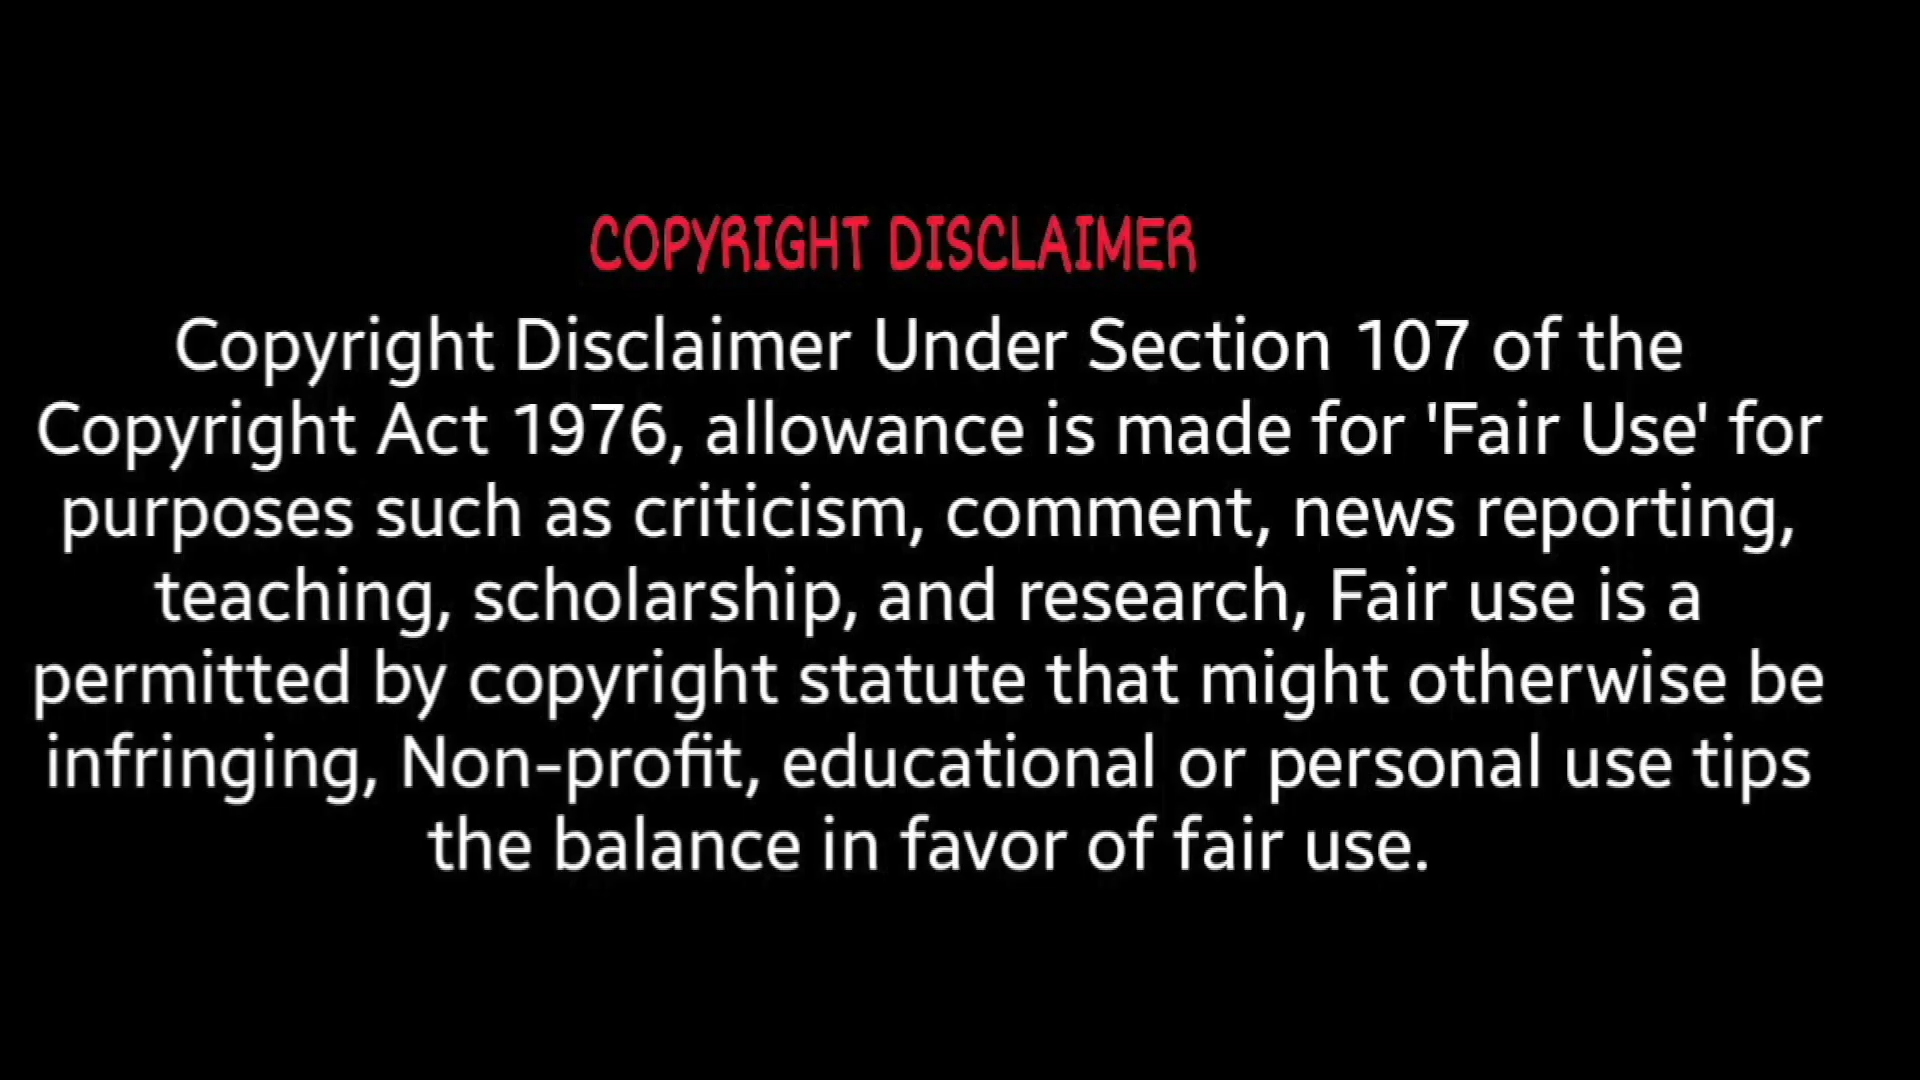 COPYRIGHT DISCLAIMER
Copyright Disclaimer Under Section 107 of the
Copyright Act 1976, allowance is made for 'Fair Use' for
purposes such as criticism, comment, news reporting,
teaching, scholarship, and research, Fair use is a
permitted by copyright statute that might otherwise be
infringing, Non-profit, educational or personal use tips
the balance in favor of fair use.